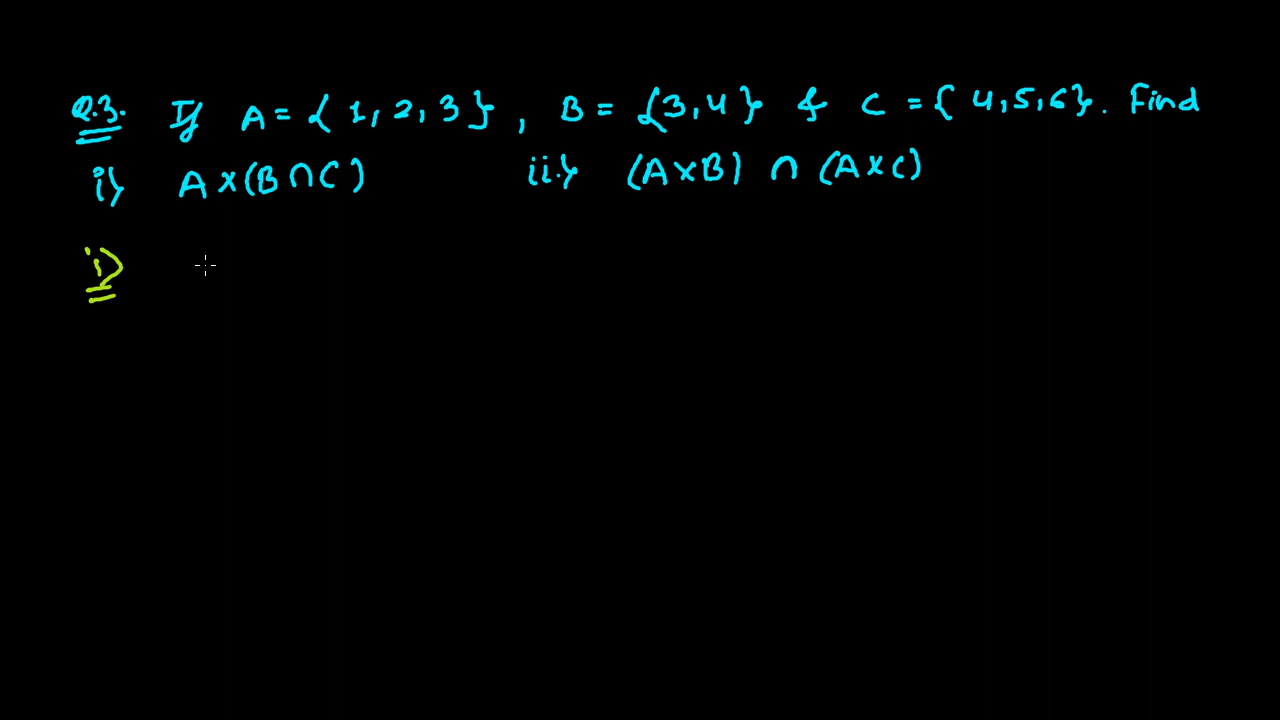 Q.3. If A = { 1, 2, 3 }, B = {3, 4} & C = { 4, 5, 6}. Find
i) A × (B ∩ C) ii.) (A × B) ∩ (A × C)
i)